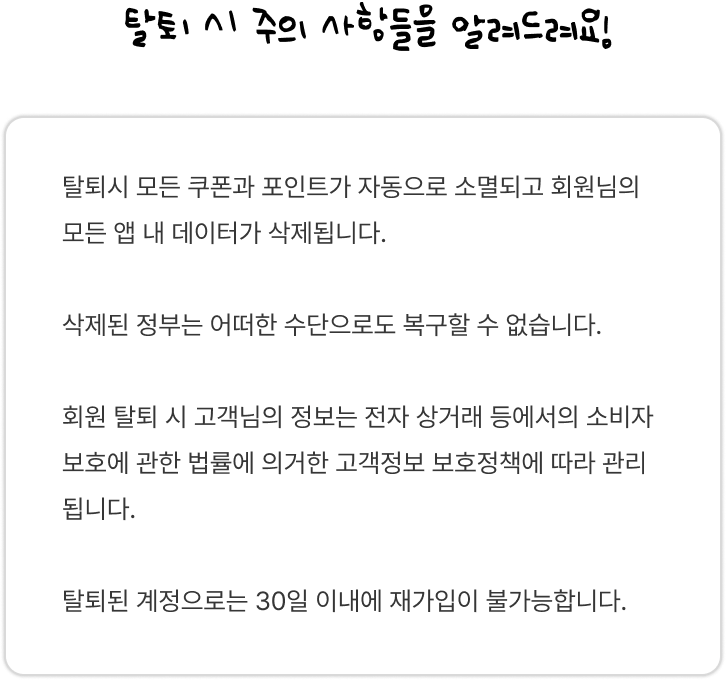 탈퇴 시 주의 사항들을 알려드려요!
탈퇴시 모든 쿠폰과 포인트가 자동으로 소멸되고 회원님의
모든 앱 내 데이터가 삭제됩니다.
삭제된 정부는 어떠한 수단으로도 복구할 수 없습니다.
회원 탈퇴 시 고객님의 정보는 전자 상거래 등에서의 소비자
보호에 관한 법률에 의거한 고객정보 보호정책에 따라 관리
됩니다.
탈퇴된 계정으로는 30일 이내에 재가입이 불가능합니다.